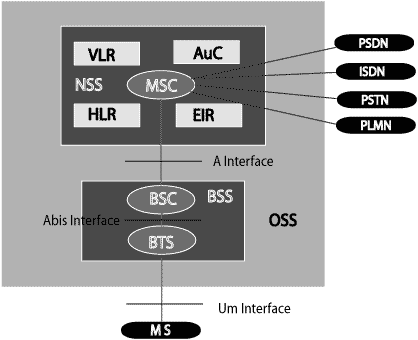 VLR
AuC
NSS
MSC
HLR
EIR
PSDN
ISDN
PSTN
PLMN
A Interface
BSC
BSS
Abis Interface
OSS
BTS
Um Interface
MS